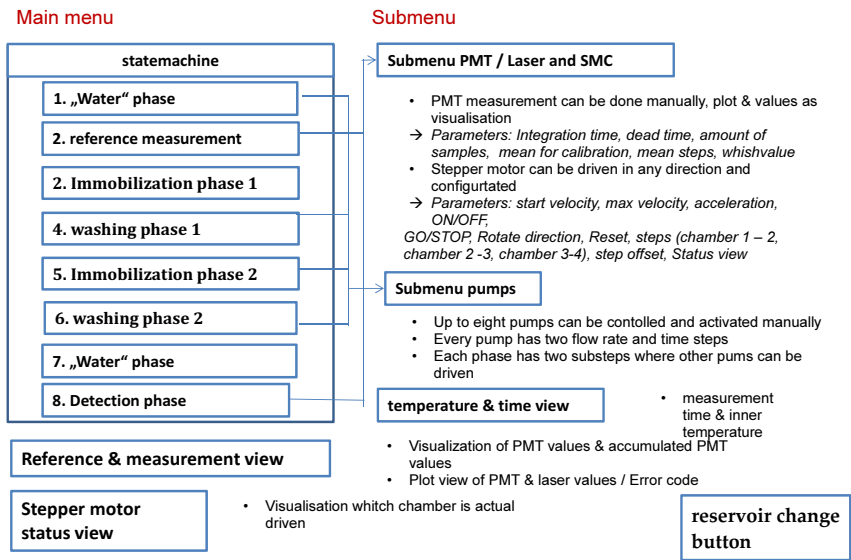 Main menu
Submenu
statemachine
1. „Water“ phase
2. reference measurement
2. Immobilization phase 1
4. washing phase 1
5. Immobilization phase 2
6. washing phase 2
7. „Water“ phase
8. Detection phase
Submenu PMT / Laser and SMC
• PMT measurement can be done manually, plot & values as
visualisation
→ Parameters: Integration time, dead time, amount of
samples, mean for calibration, mean steps, whishvalue
• Stepper motor can be driven in any direction and
configurtated
→ Parameters: start velocity, max velocity, acceleration,
ON/OFF,
GO/STOP, Rotate direction, Reset, steps (chamber 1 – 2,
chamber 2 -3, chamber 3-4), step offset, Status view
Submenu pumps
• Up to eight pumps can be contolled and activated manually
• Every pump has two flow rate and time steps
• Each phase has two substeps where other pums can be
driven
temperature & time view
• measurement
time & inner
temperature
• Visualization of PMT values & accumulated PMT
values
• Plot view of PMT & laser values / Error code
Reference & measurement view
Stepper motor
status view
• Visualisation whitch chamber is actual
driven
reservoir change
button